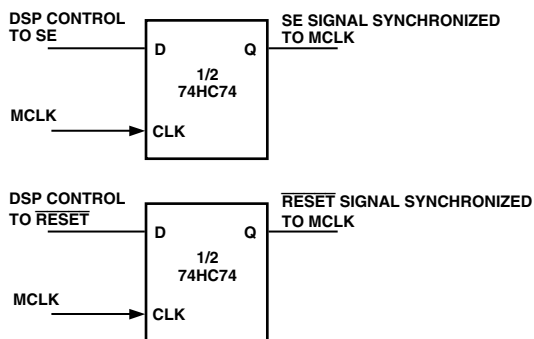 DSP CONTROL
TO SE
SE SIGNAL SYNCHRONIZED
TO MCLK
D
Q
1/2
74HC74
MCLK
CLK
DSP CONTROL
TO RESET
RESET SIGNAL SYNCHRONIZED
TO MCLK
D
Q
1/2
74HC74
MCLK
CLK